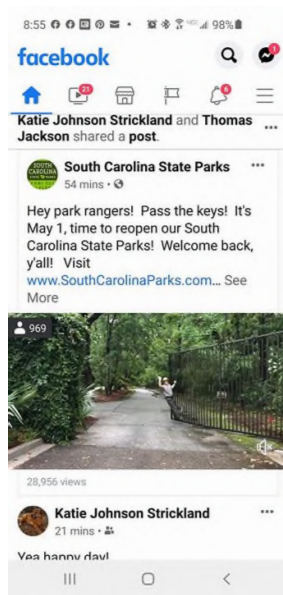 8:55
98%
facebook
21
6
Katie Johnson Strickland and Thomas
Jackson shared a post.
SOUTH
CAROLINA
South Carolina State Parks
54 mins
Hey park rangers! Pass the keys! It's
May 1, time to reopen our South
Carolina State Parks! Welcome back,
y'all! Visit
www.SouthCarolinaParks.com... See
More
969
28,956 views
Katie Johnson Strickland
21 mins
Yea happy day!